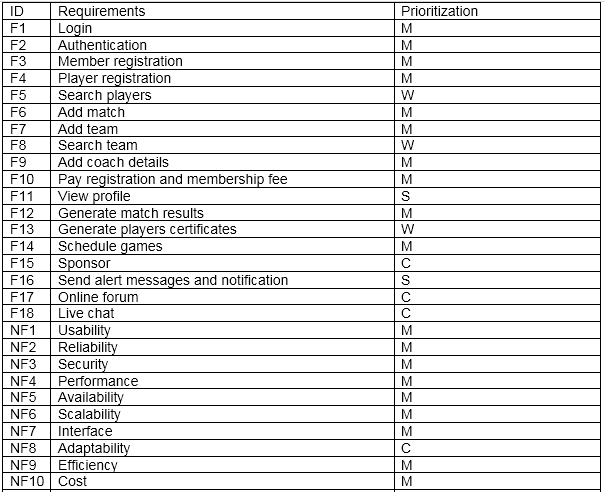 ID Requirements Prioritization
F1 Login M
F2 Authentication M
F3 Member registration M
F4 Player registration M
F5 Search players W
F6 Add match M
F7 Add team M
F8 Search team W
F9 Add coach details M
F10 Pay registration and membership fee M
F11 View profile S
F12 Generate match results M
F13 Generate players certificates W
F14 Schedule games M
F15 Sponsor C
F16 Send alert messages and notification S
F17 Online forum C
F18 Live chat C
NF1 Usability M
NF2 Reliability M
NF3 Security M
NF4 Performance M
NF5 Availability M
NF6 Scalability M
NF7 Interface M
NF8 Adaptability C
NF9 Efficiency M
NF10 Cost M